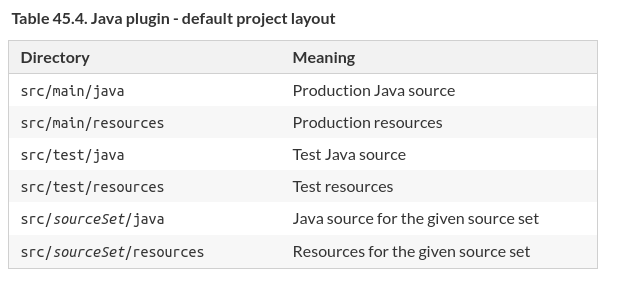 Table 45.4. Java plugin - default project layout
Directory Meaning
src/main/java Production Java source
src/main/resources Production resources
src/test/java Test Java source
src/test/resources Test resources
src/sourceSet/java Java source for the given source set
src/sourceSet/resources Resources for the given source set